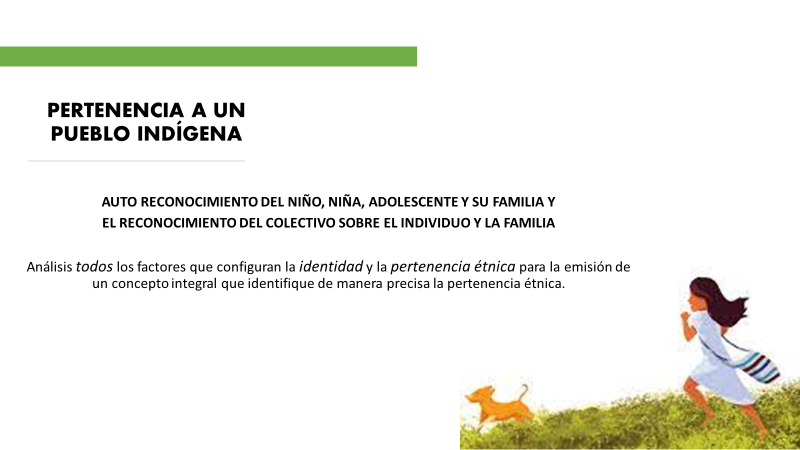 PERTENENCIA A UN
PUEBLO INDÍGENA
AUTO RECONOCIMIENTO DEL NIÑO, NIÑA, ADOLESCENTE Y SU FAMILIA Y
EL RECONOCIMIENTO DEL COLECTIVO SOBRE EL INDIVIDUO Y LA FAMILIA
Análisis todos los factores que configuran la identidad y la pertenencia étnica para la emisión de
un concepto integral que identifique de manera precisa la pertenencia étnica.